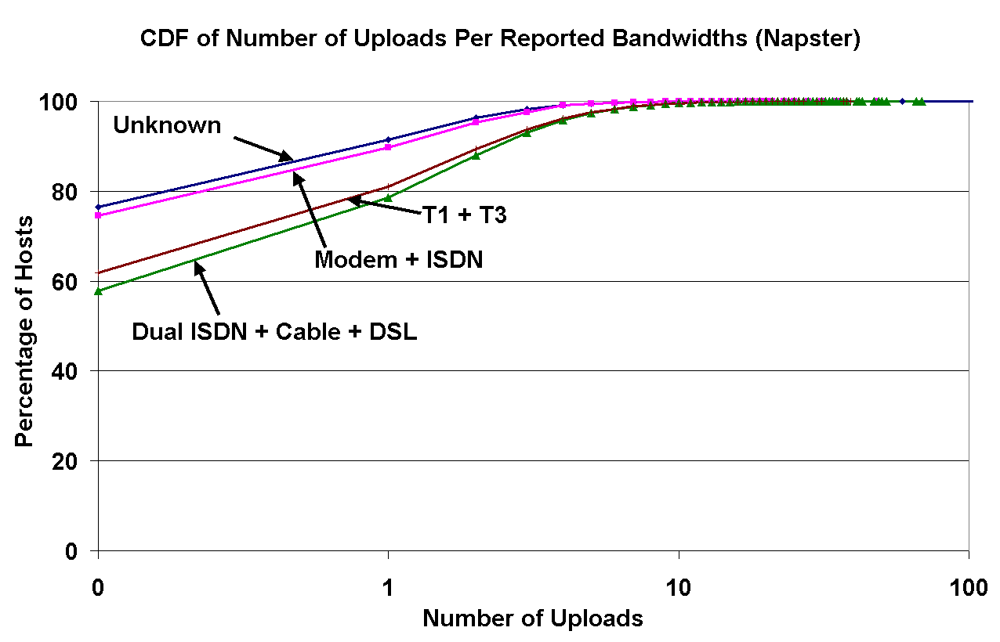 CDF of Number of Uploads Per Reported Bandwidths (Napster)
100
Unknown
80
T1 + T3
Modem + ISDN
60
Dual ISDN + Cable + DSL
40
20
0
Percentage of Hosts
0 1 10 100
Number of Uploads